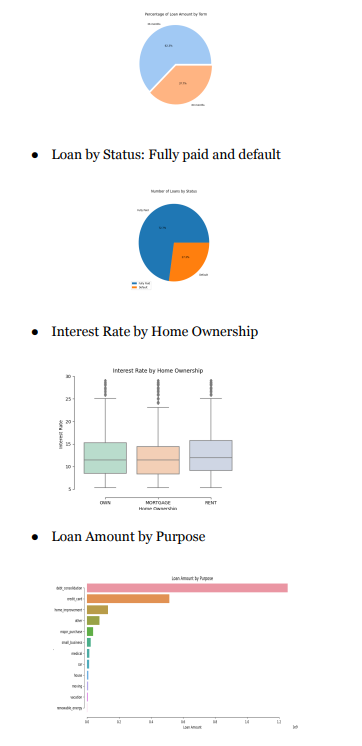 Percentage of Loan Amount by Term
● Loan by Status: Fully paid and default
Number of Loans by Status
Fully Paid
Default
Fully Paid
Default
● Interest Rate by Home Ownership
Interest Rate by Home Ownership
30
25
20
15
10
5
Interest Rate
OWN MORTGAGE RENT
Home Ownership
● Loan Amount by Purpose
Loan Amount by Purpose
debt_consolidation
credit_card
home_improvement
other
major_purchase
small_business
medical
car
house
moving
vacation
renewable_energy
0.0 0.2 0.4 0.6 0.8 1.0 1.2
Loan Amount